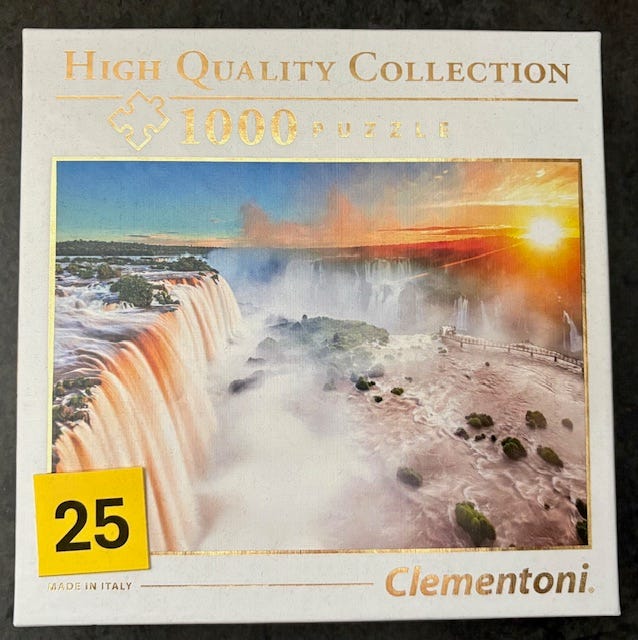 HIGH QUALITY COLLECTION
1000 PUZZLE
25
MADE IN ITALY
Clementoni®